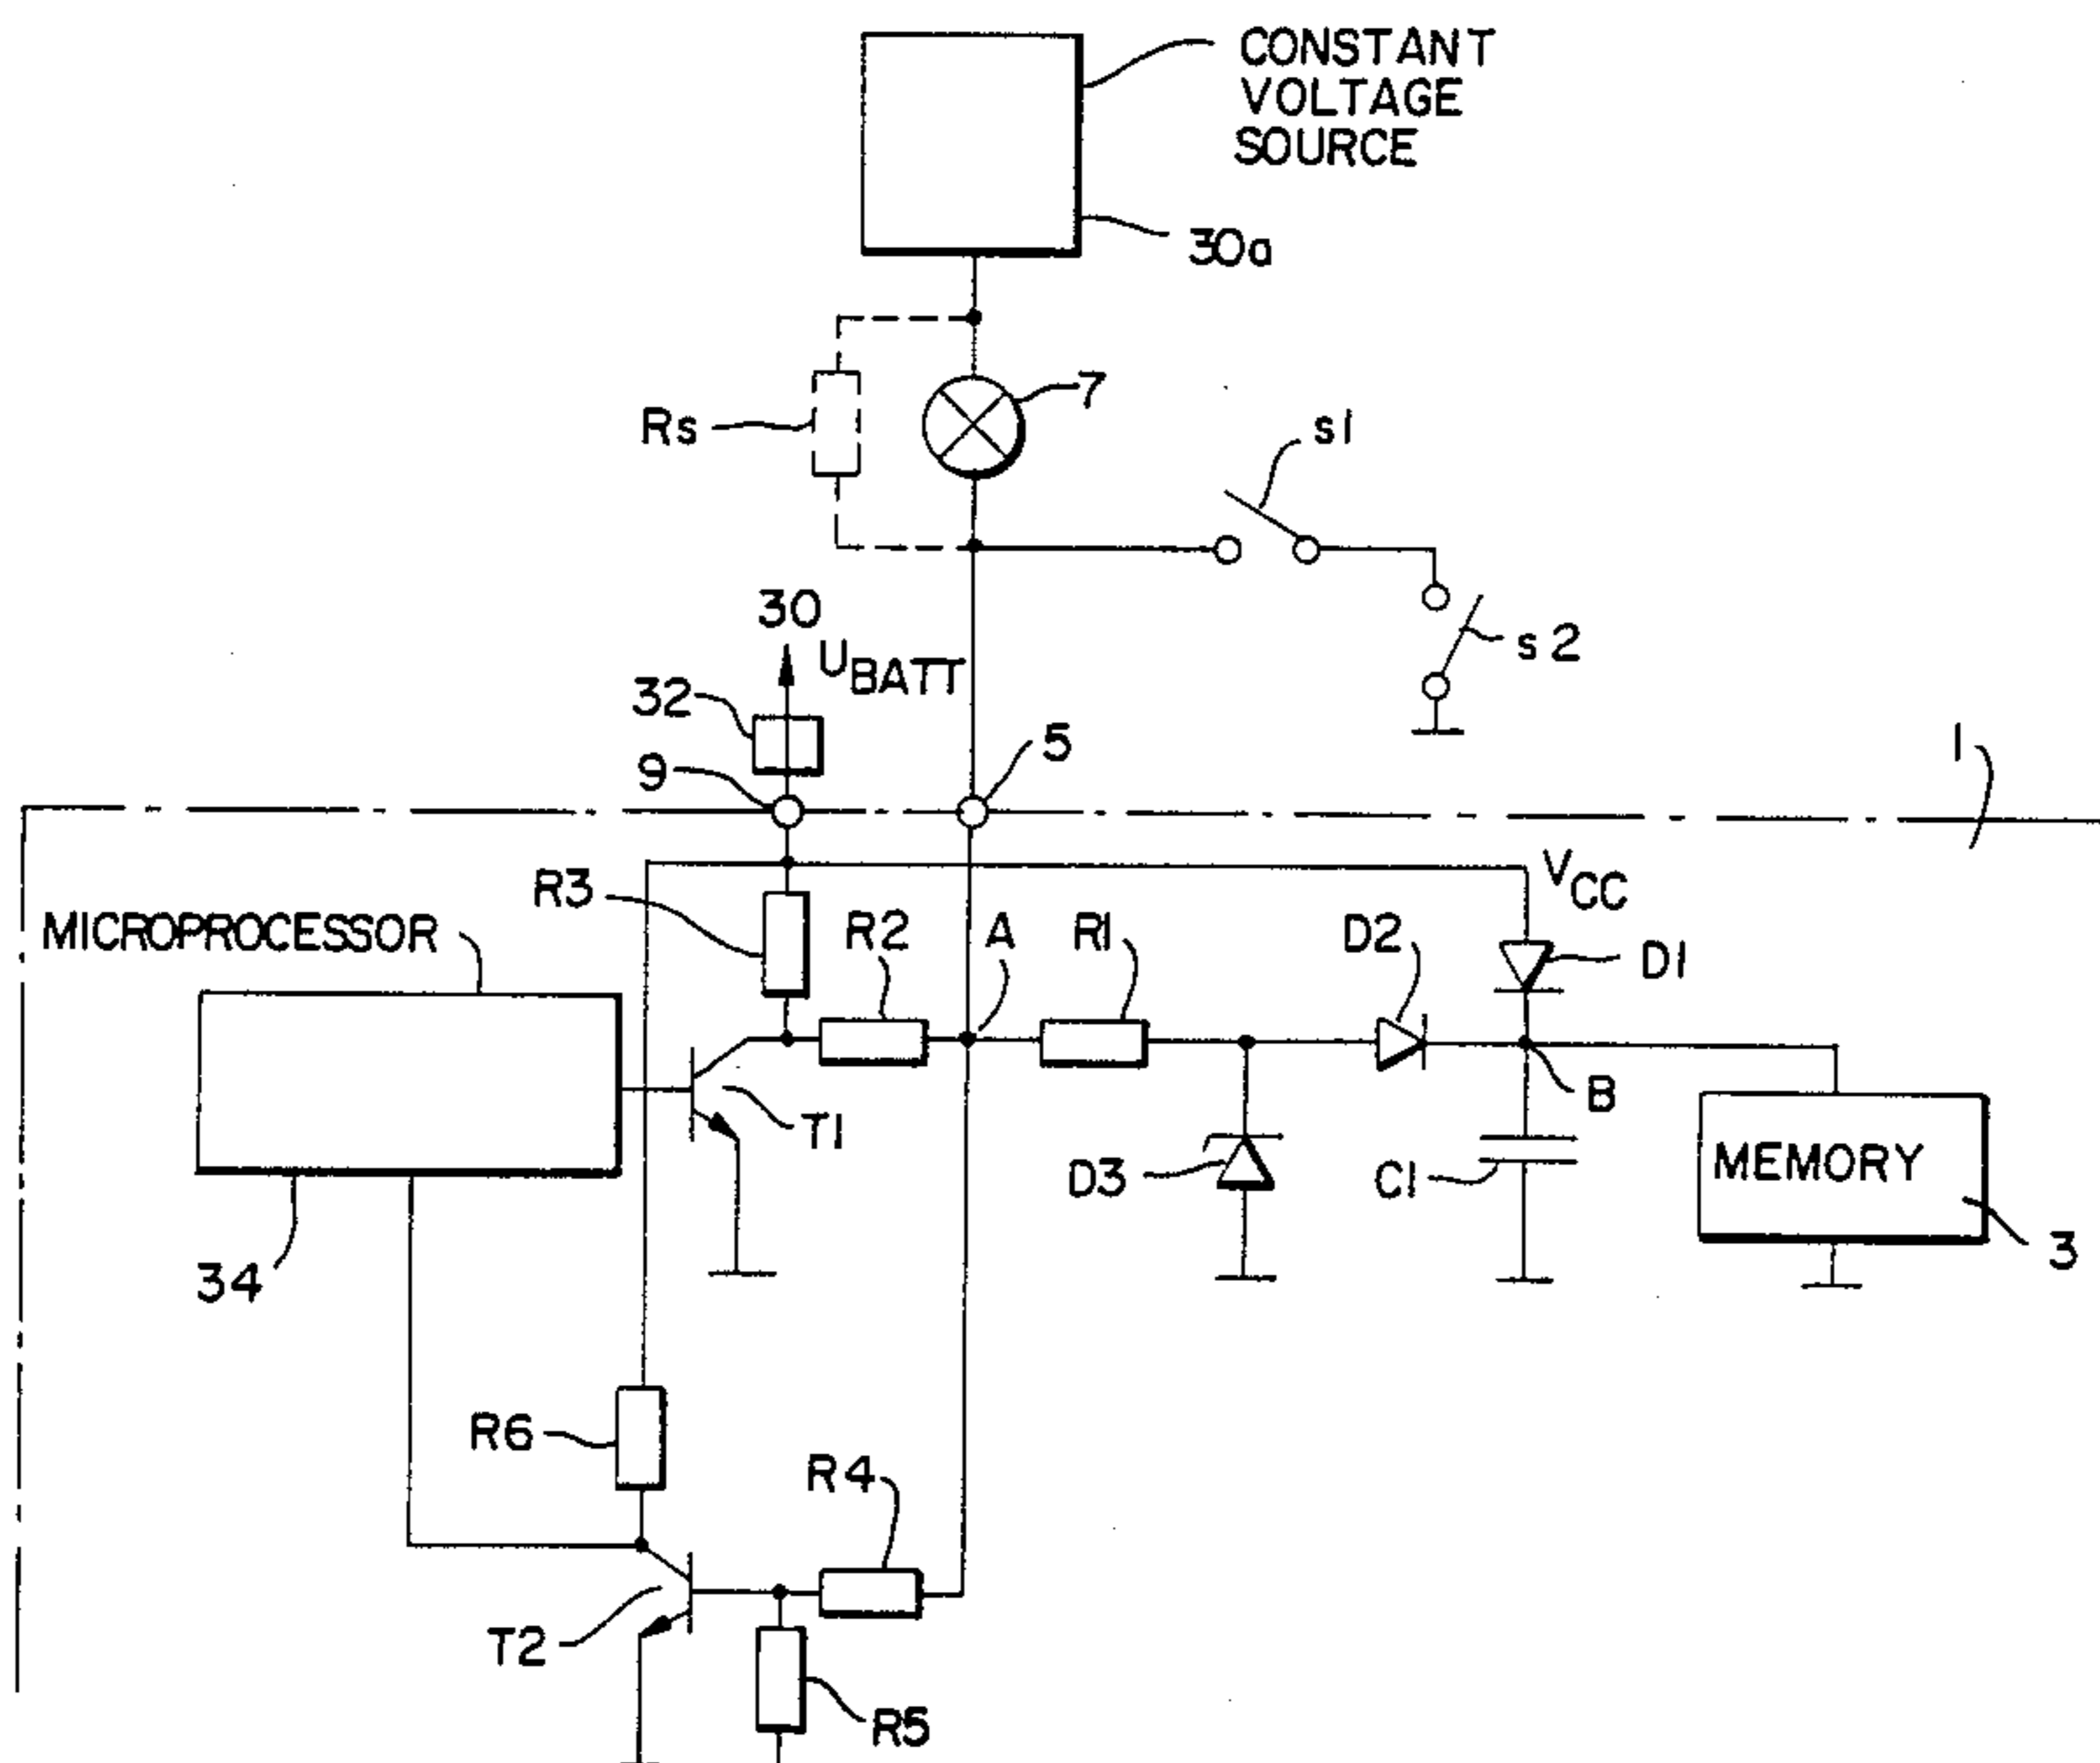 CONSTANT
VOLTAGE
SOURCE
30a
7
Rs
s1
30
UBATT
s2
32
5
9
1
VCC
R3
R2
A
R1
D2
D1
MICROPROCESSOR
B
T1
MEMORY
D3
C1
34
3
R6
R4
T2
R5